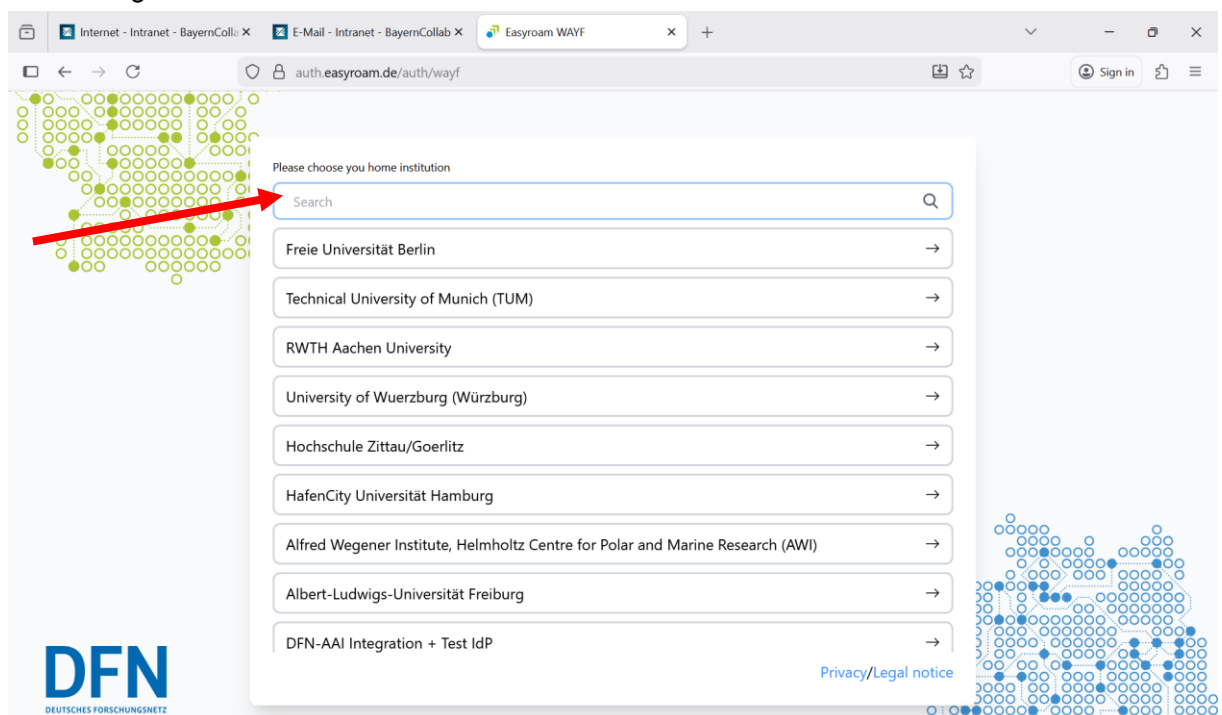 Internet - Intranet - BayernColla
E-Mail - Intranet - BayernCollab
Easyroam WAYF
auth.easyroam.de/auth/wayf
Sign in
Please choose you home institution
Search
Freie Universität Berlin
Technical University of Munich (TUM)
RWTH Aachen University
University of Wuerzburg (Würzburg)
Hochschule Zittau/Goerlitz
HafenCity Universität Hamburg
Alfred Wegener Institute, Helmholtz Centre for Polar and Marine Research (AWI)
Albert-Ludwigs-Universität Freiburg
DFN-AAI Integration + Test IdP
Privacy/Legal notice
DFN
DEUTSCHES FORSCHUNGSNETZ